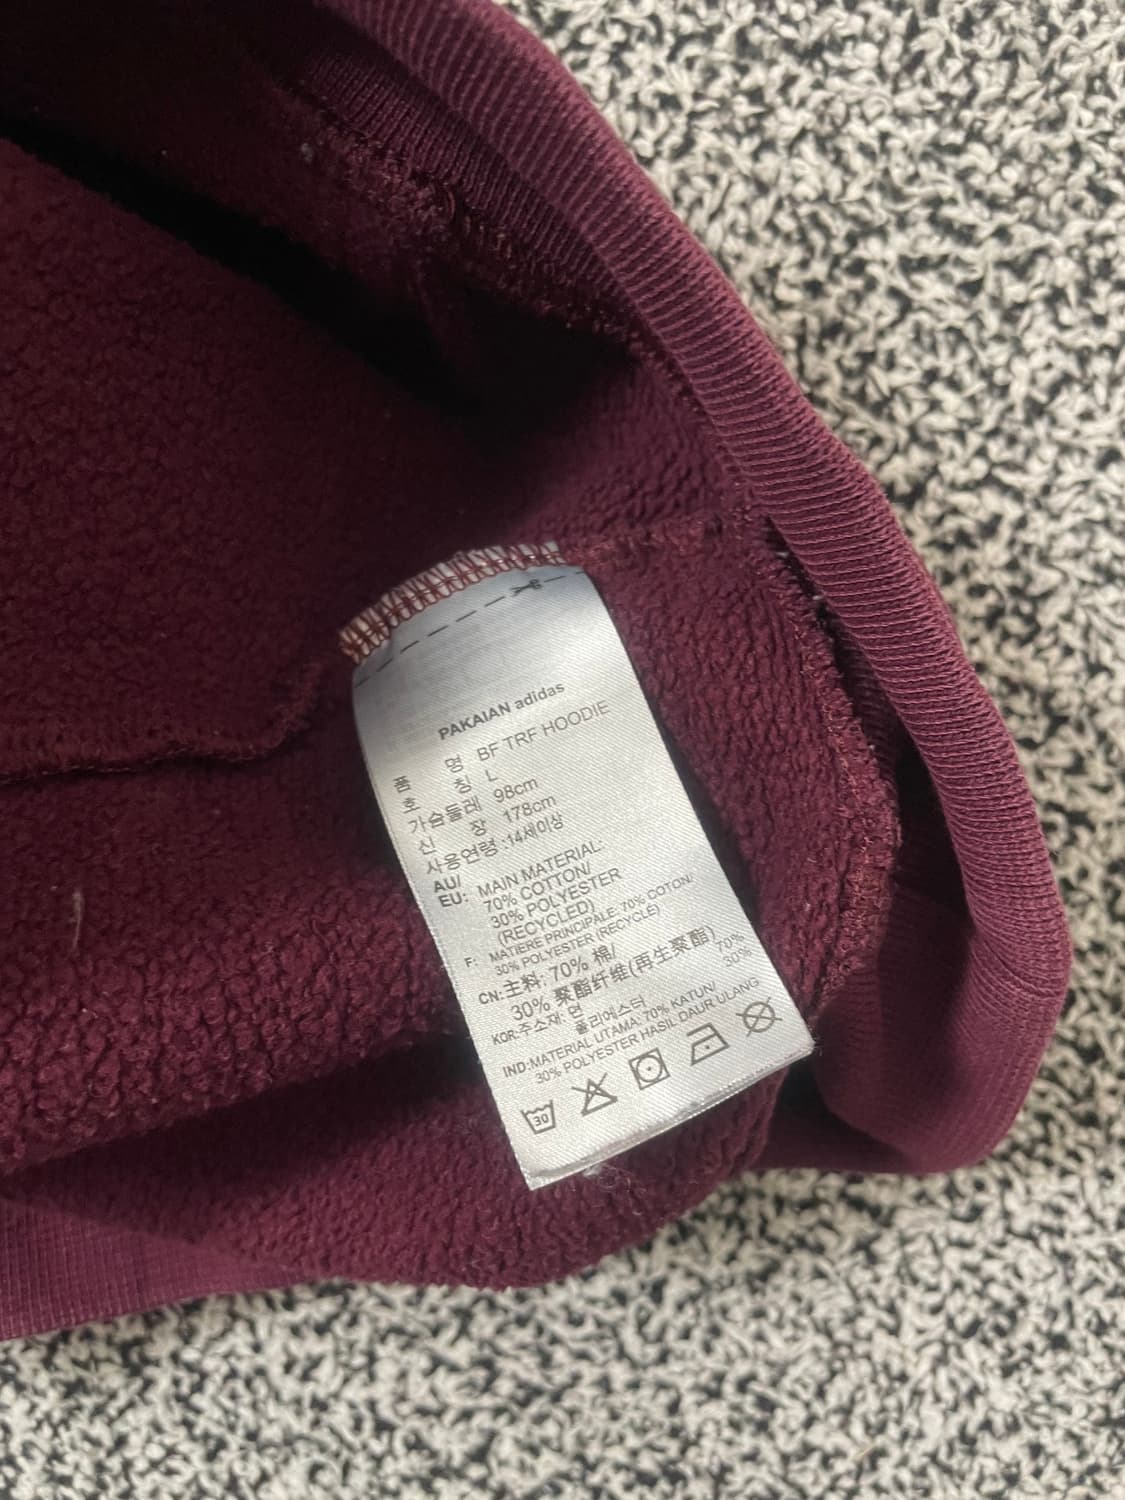 PAKAIAN adidas
품 명 BF TRF HOODIE
호 칭 L
가슴둘레 98cm
신 장 178cm
사용연령 :14세이상
AU/
EU: MAIN MATERIAL:
70% COTTON/
30% POLYESTER
(RECYCLED)
F: MATIERE PRINCIPALE: 70% COTON/
30% POLYESTER (RECYCLÉ)
CN:主料: 70% 棉/
30% 聚酯纤维(再生聚酯)
KOR:주소재: 면 70%
폴리에스터 30%
IND:MATERIAL UTAMA: 70% KATUN/
30% POLYESTER HASIL DAUR ULANG
30